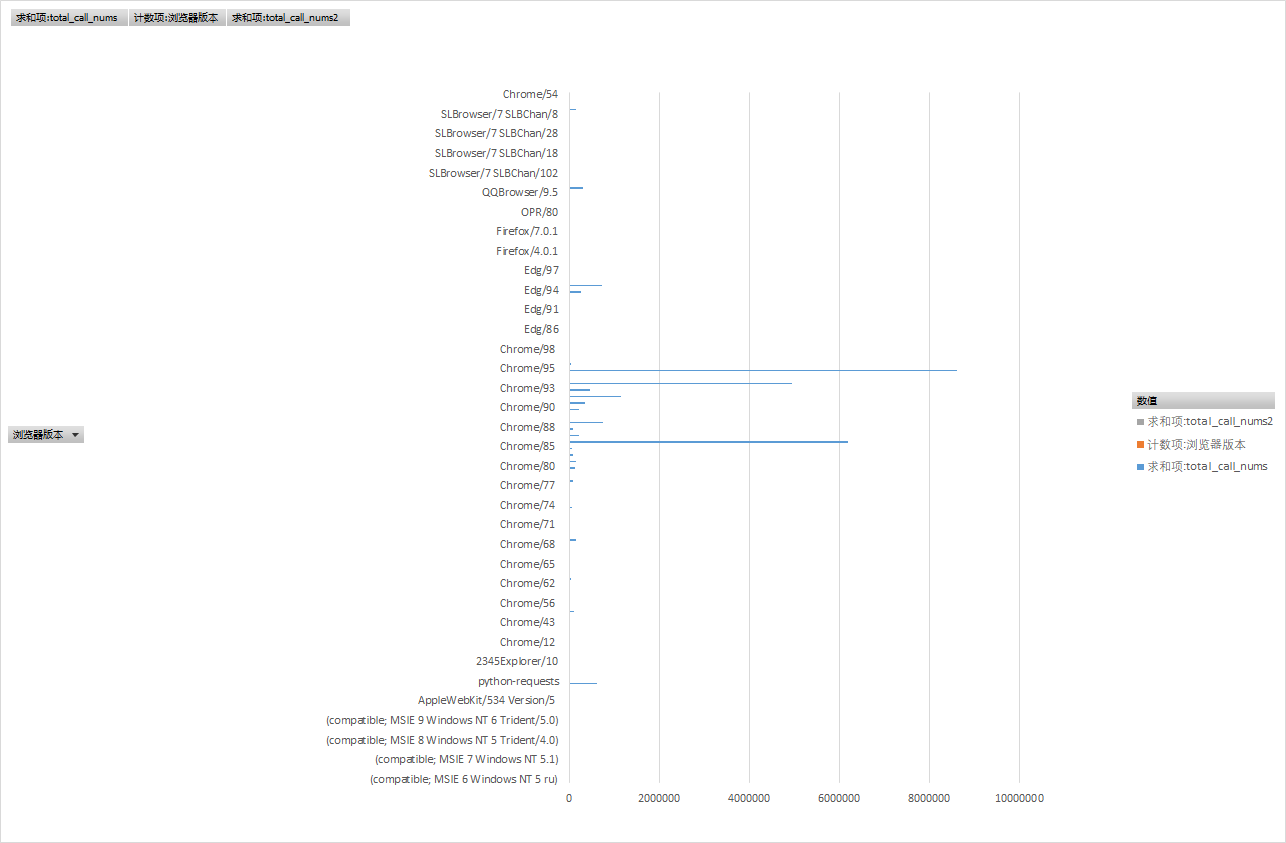 求和项:total_call_nums 计数项:浏览器版本 求和项:total_call_nums2
Chrome/54
SLBrowser/7 SLBChan/8
SLBrowser/7 SLBChan/28
SLBrowser/7 SLBChan/18
SLBrowser/7 SLBChan/102
QQBrowser/9.5
OPR/80
Firefox/7.0.1
Firefox/4.0.1
Edg/97
Edg/94
Edg/91
Edg/86
Chrome/98
Chrome/95
Chrome/93
Chrome/90
Chrome/88
Chrome/85
Chrome/80
Chrome/77
Chrome/74
Chrome/71
Chrome/68
Chrome/65
Chrome/62
Chrome/56
Chrome/43
Chrome/12
2345Explorer/10
python-requests
AppleWebKit/534 Version/5
(compatible; MSIE 9 Windows NT 6 Trident/5.0)
(compatible; MSIE 8 Windows NT 5 Trident/4.0)
(compatible; MSIE 7 Windows NT 5.1)
(compatible; MSIE 6 Windows NT 5 ru)
0 2000000 4000000 6000000 8000000 10000000
浏览器版本
数值
求和项:total_call_nums2
计数项:浏览器版本
求和项:total_call_nums